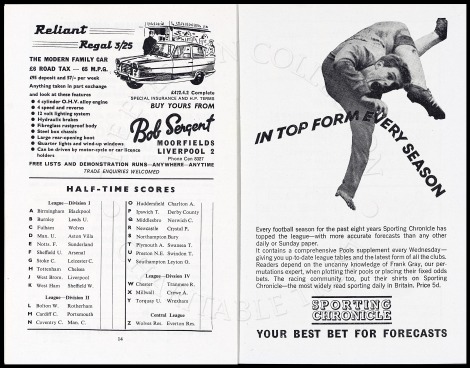 Reliant
Regal 3/25
THE MODERN FAMILY CAR
£6 ROAD TAX — 65 M.P.G.
£95 deposit and 57/- per week
Anything taken in part exchange
and look at these features
● 4 cylinder O.H.V. alloy engine
● 4 speed and reverse
● 12 volt lighting system
● Hydraulic brakes
● Fibreglass rustproof body
● Steel box chassis
● Large rear-opening boot
● Quarter lights and wind-up windows
● Can be driven by motor-cycle or car licence
holders
Complete
SPECIAL INSURANCE AND H.P. TERMS
BUY YOURS FROM
Bob Sergent
MOORFIELDS
LIVERPOOL 2
Phone Cen 8027
FREE LISTS AND DEMONSTRATION RUNS—ANYWHERE—ANYTIME
TRADE ENQUIRIES WELCOMED
HALF-TIME SCORES
League—Division I
A Birmingham Blackpool
B Burnley Leeds U.
C Fulham Wolves
D Man. U. Aston Villa
E Notts F. Sunderland
F Sheffield U. Arsenal
G Stoke C. Leicester C.
H Tottenham Chelsea
J West Brom. Liverpool
K West Ham Sheffield W.
League—Division II
L Bolton W. Rotherham
M Cardiff C. Portsmouth
N Coventry C. Man. C.
O Huddersfield Charlton A.
P Ipswich T. Derby County
Q Middlesbro Norwich C.
R Newcastle Crystal P.
S Northampton Bury
T Plymouth A. Swansea T.
U Preston N.E. Swindon T.
V Southampton Leyton O.
League—Division IV
W Chester Tranmere R.
X Millwall Crewe A.
Y Torquay U. Wrexham
Central League
Z Wolves Res. Everton Res.
14
IN TOP FORM EVERY SEASON
Every football season for the past eight years Sporting Chronicle has
topped the league—with more accurate forecasts than any other
daily or Sunday paper.
It contains a comprehensive Pools supplement every Wednesday—
giving you up-to-date league tables and the latest form of all the clubs.
Readers depend on the uncanny knowledge of Frank Gray, our per-
mutations expert, when plotting their pools or placing their fixed odds
bets. The racing community too, put their shirts on Sporting
Chronicle—the most widely read sporting daily in Britain. Price 5d.
SPORTING
CHRONICLE
YOUR BEST BET FOR FORECASTS